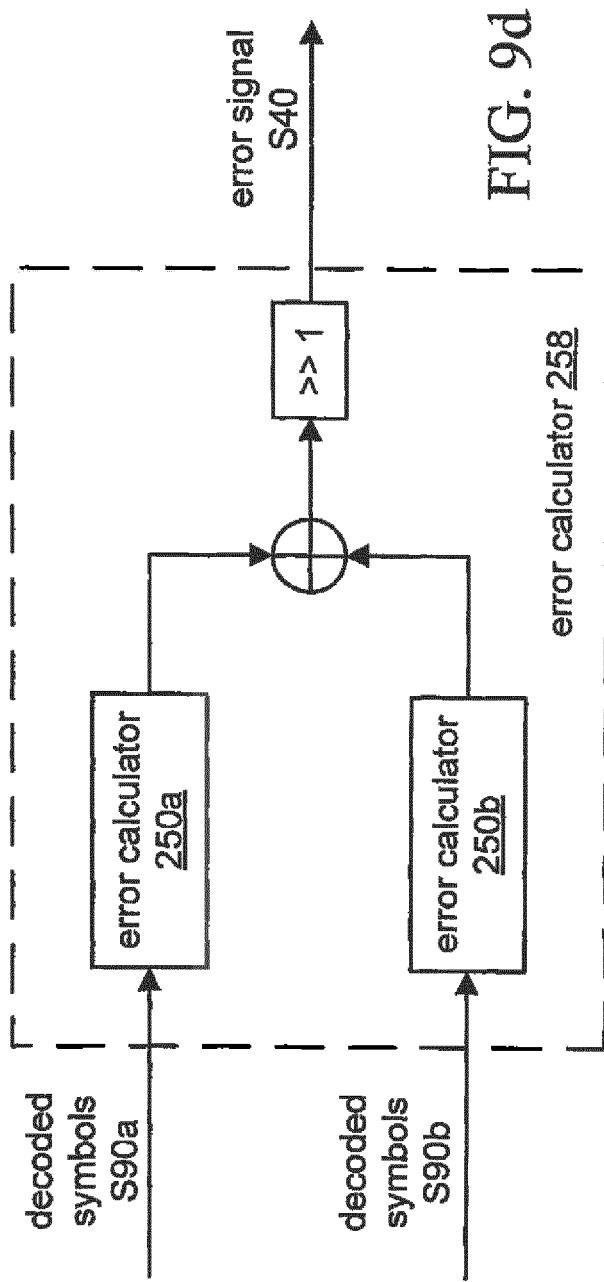 decoded
symbols
S90a
error calculator
250a
decoded
symbols
S90b
error calculator
250b
>> 1
error signal
S40
error calculator 258
FIG. 9d